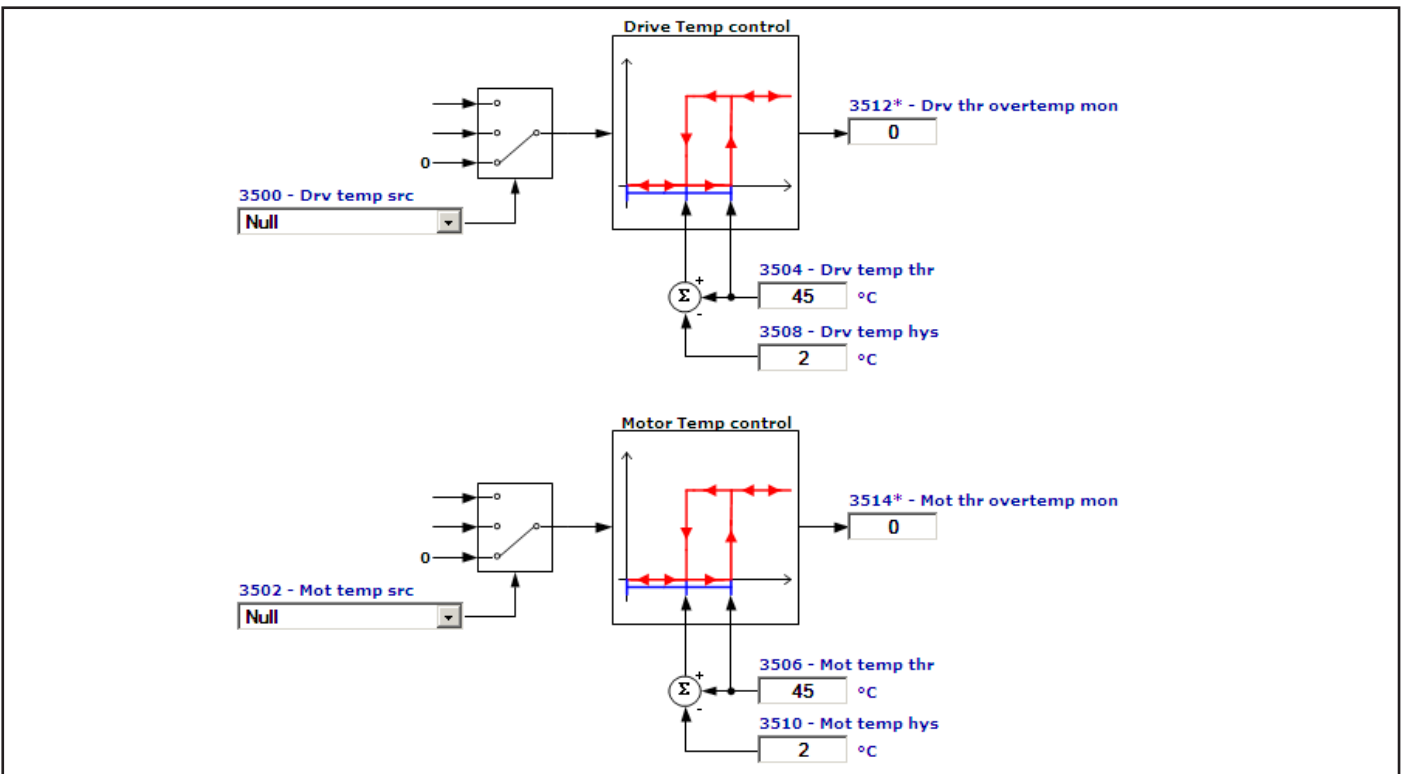 Drive Temp control
3512* - Drv thr overtemp mon
0
0
3500 - Drv temp src
Null
3504 - Drv temp thr
+
Σ
45 °C
-
3508 - Drv temp hys
2 °C
Motor Temp control
3514* - Mot thr overtemp mon
0
0
3502 - Mot temp src
Null
3506 - Mot temp thr
+
Σ
45 °C
-
3510 - Mot temp hys
2 °C